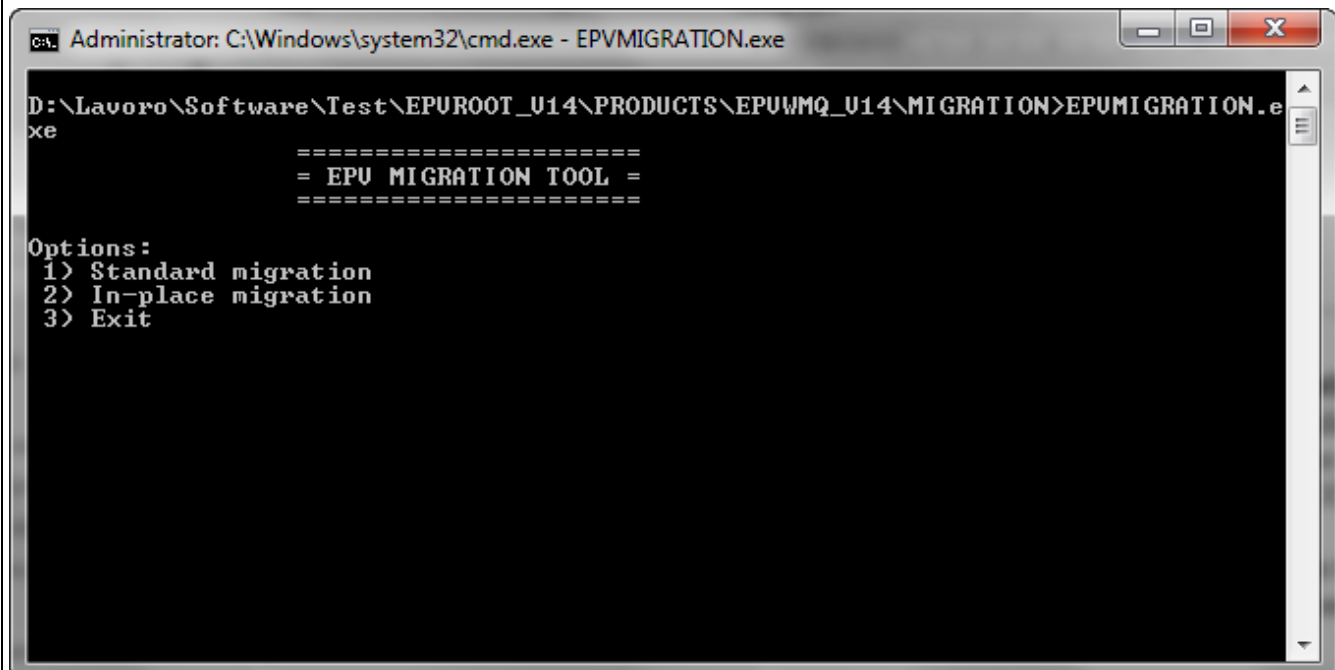 Administrator: C:\Windows\system32\cmd.exe - EPVMIGRATION.exe
D:\Lavoro\Software\Test\EPVROOT_V14\PRODUCTS\EPVWMQ_V14\MIGRATION>EPVMIGRATION.e
xe
======================
= EPV MIGRATION TOOL =
======================
Options:
1) Standard migration
2) In-place migration
3) Exit